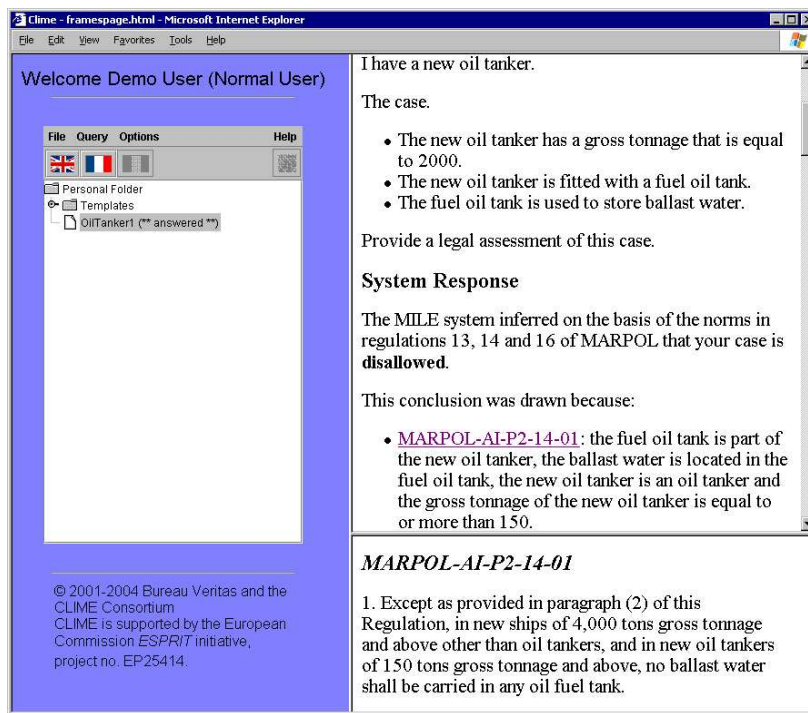 Clime - framespage.html - Microsoft Internet Explorer
File Edit View Favorites Tools Help
Welcome Demo User (Normal User)
File Query Options Help
Personal Folder
Templates
OilTanker1 (** answered **)
© 2001-2004 Bureau Veritas and the
CLIME Consortium
CLIME is supported by the European
Commission ESPRIT initiative,
project no. EP25414.
I have a new oil tanker.
The case.
• The new oil tanker has a gross tonnage that is equal
to 2000.
• The new oil tanker is fitted with a fuel oil tank.
• The fuel oil tank is used to store ballast water.
Provide a legal assessment of this case.
System Response
The MILE system inferred on the basis of the norms in
regulations 13, 14 and 16 of MARPOL that your case is
disallowed.
This conclusion was drawn because:
• MARPOL-AI-P2-14-01: the fuel oil tank is part of
the new oil tanker, the ballast water is located in the
fuel oil tank, the new oil tanker is an oil tanker and
the gross tonnage of the new oil tanker is equal to
or more than 150.
MARPOL-AI-P2-14-01
1. Except as provided in paragraph (2) of this
Regulation, in new ships of 4,000 tons gross tonnage
and above other than oil tankers, and in new oil tankers
of 150 tons gross tonnage and above, no ballast water
shall be carried in any oil fuel tank.